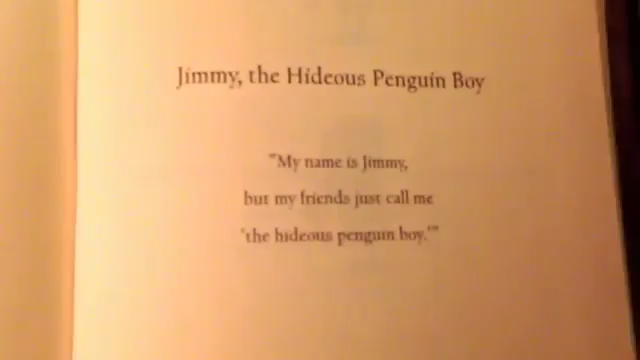 Jimmy, the Hideous Penguin Boy
"My name is Jimmy,
but my friends just call me
'the hideous penguin boy.'"